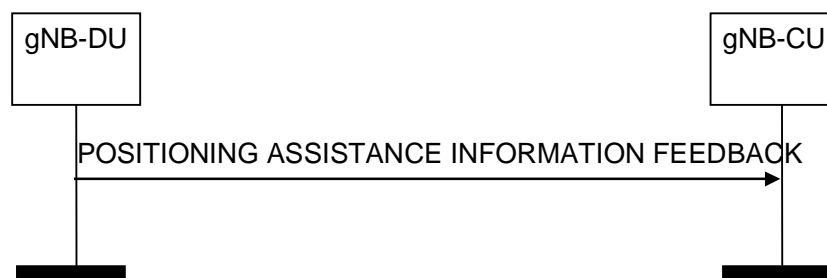 gNB-DU
gNB-CU
POSITIONING ASSISTANCE INFORMATION FEEDBACK